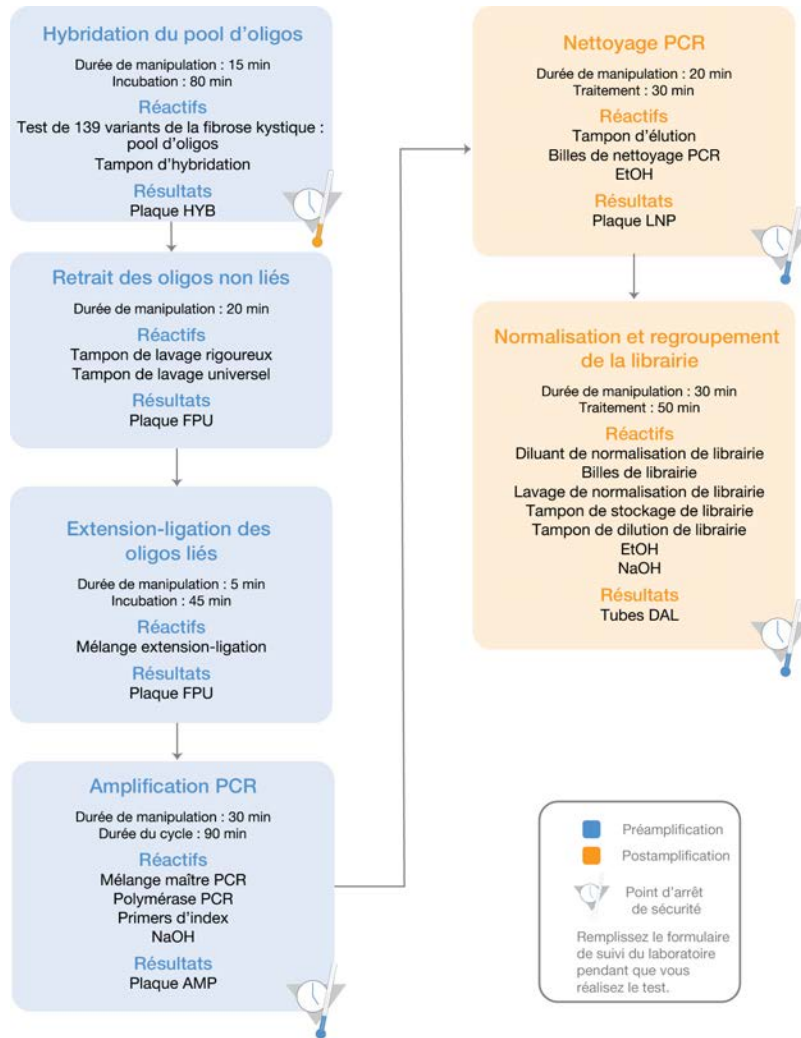 Hybridation du pool d'oligos
Durée de manipulation : 15 min
Incubation : 80 min
Réactifs
Test de 139 variants de la fibrose kystique :
pool d'oligos
Tampon d'hybridation
Résultats
Plaque HYB
Retrait des oligos non liés
Durée de manipulation : 20 min
Réactifs
Tampon de lavage rigoureux
Tampon de lavage universel
Résultats
Plaque FPU
Extension-ligation des
oligos liés
Durée de manipulation : 5 min
Incubation : 45 min
Réactifs
Mélange extension-ligation
Résultats
Plaque FPU
Amplification PCR
Durée de manipulation : 30 min
Durée du cycle : 90 min
Réactifs
Mélange maître PCR
Polymérase PCR
Primers d'index
NaOH
Résultats
Plaque AMP
Nettoyage PCR
Durée de manipulation : 20 min
Traitement : 30 min
Réactifs
Tampon d'élution
Billes de nettoyage PCR
EtOH
Résultats
Plaque LNP
Normalisation et regroupement
de la librairie
Durée de manipulation : 30 min
Traitement : 50 min
Réactifs
Diluant de normalisation de librairie
Billes de librairie
Lavage de normalisation de librairie
Tampon de stockage de librairie
Tampon de dilution de librairie
EtOH
NaOH
Résultats
Tubes DAL
Préamplification
Postamplification
Point d'arrêt
de sécurité
Remplissez le formulaire
de suivi du laboratoire
pendant que vous
réalisez le test.